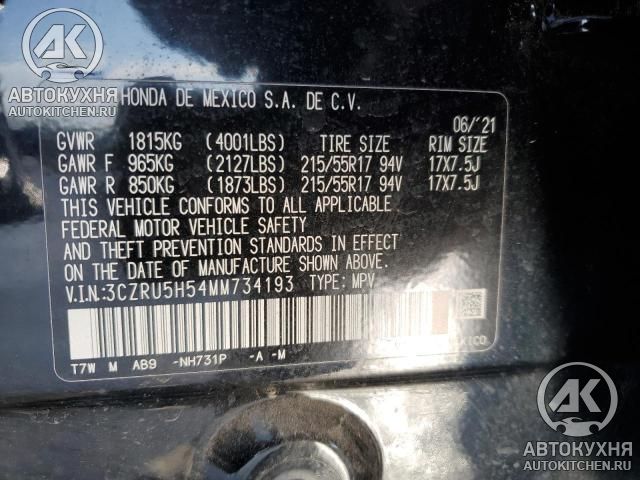 AK
АВТОКУХНЯ
AUTOKITCHEN.RU
HONDA DE MEXICO S.A. DE C.V.
06/'21
GVWR 1815KG (4001LBS) TIRE SIZE RIM SIZE
GAWR F 965KG (2127LBS) 215/55R17 94V 17X7.5J
GAWR R 850KG (1873LBS) 215/55R17 94V 17X7.5J
THIS VEHICLE CONFORMS TO ALL APPLICABLE
FEDERAL MOTOR VEHICLE SAFETY
AND THEFT PREVENTION STANDARDS IN EFFECT
ON THE DATE OF MANUFACTURE SHOWN ABOVE.
V.I.N:3CZRU5H54MM734193 TYPE: MPV
T7W M AB9 -NH731P -A -M
AK
АВТОКУХНЯ
AUTOKITCHEN.RU